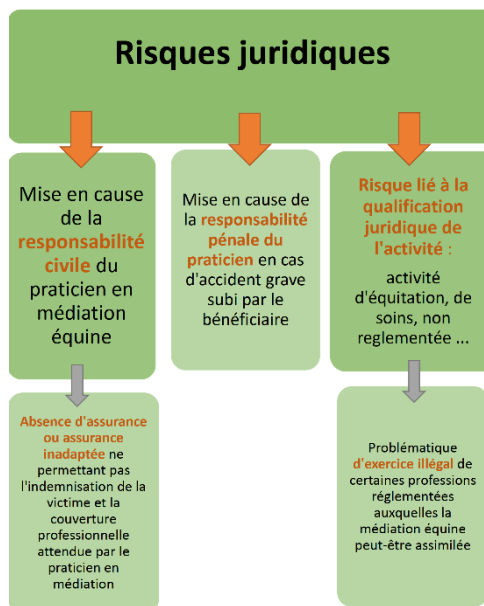 Risques juridiques
Mise en cause
de la
responsabilité
civile du
praticien en
médiation
équine
Mise en cause de
la responsabilité
pénale du
praticien en cas
d'accident grave
subi par le
bénéficiaire
Risque lié à la
qualification
juridique de
l'activité :
activité
d'équitation, de
soins, non
reglementée ...
Absence d'assurance
ou assurance
inadaptée ne
permettant pas
l'indemnisation de la
victime et la
couverture
professionnelle
attendue par le
praticien en
médiation
Problématique
d'exercice illégal de
certaines professions
réglementées
auxquelles la
médiation équine
peut-être assimilée